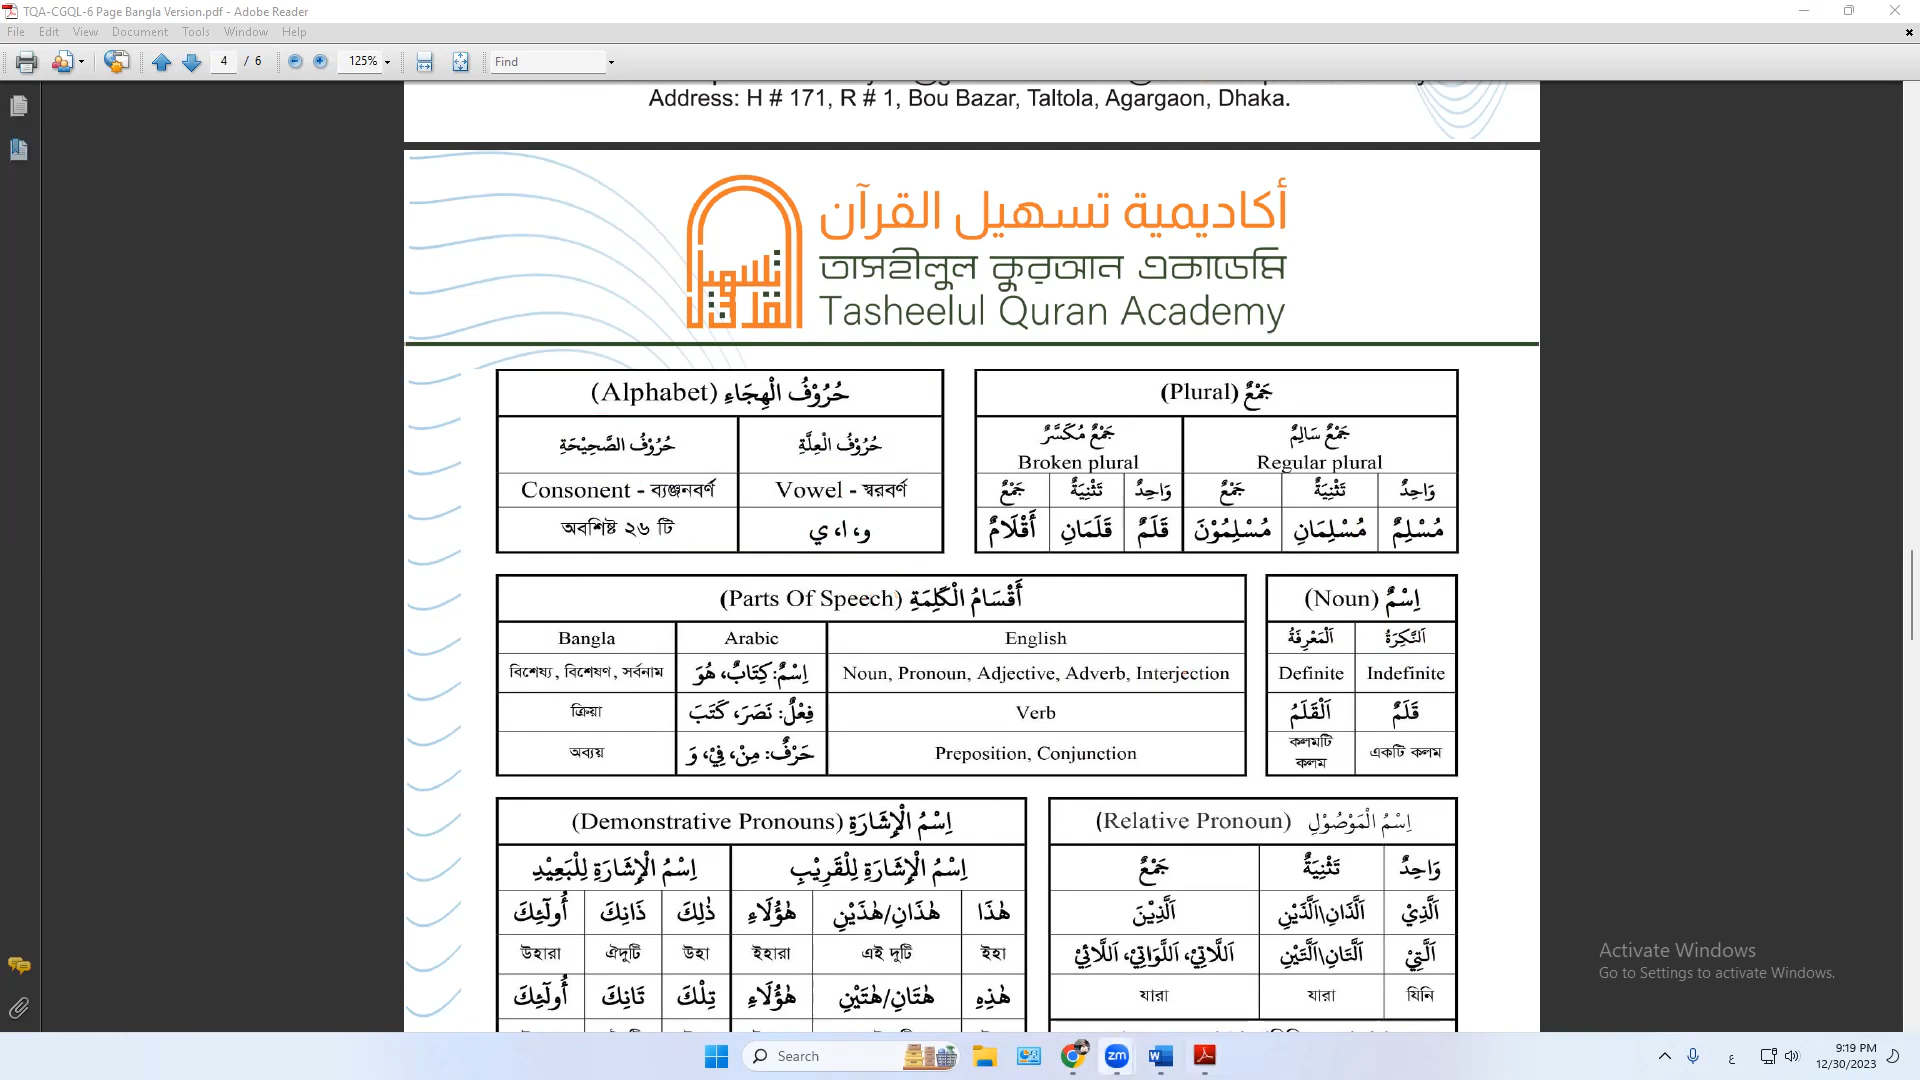 TQA-CGQL-6 Page Bangla Version.pdf - Adobe Reader
File Edit View Document Tools Window Help
4 / 6 125% Find
Address: H # 171, R # 1, Bou Bazar, Taltola, Agargaon, Dhaka.
أكاديمية تسهيل القرآن
তাসহীলুল কুরআন একাডেমি
Tasheelul Quran Academy
حُرُوْفُ الْهِجَاءِ (Alphabet)
حُرُوْفُ الْعِلَّةِ
حُرُوْفُ الصَّحِيْحَةِ
Consonent - ব্যঞ্জনবর্ণ
Vowel - স্বরবর্ণ
অবশিষ্ট ২৬ টি
و، ا، ي
جَمْعٌ (Plural)
جَمْعٌ مُكَسَّرٌ
جَمْعٌ سَالِمٌ
Broken plural
Regular plural
وَاحِدٌ تَثْنِيَةٌ جَمْعٌ وَاحِدٌ تَثْنِيَةٌ جَمْعٌ
مُسْلِمٌ مُسْلِمَانِ مُسْلِمُوْنَ قَلَمٌ قَلَمَانِ أَقْلَامٌ
أَقْسَامُ الْكَلِمَةِ (Parts Of Speech)
Bangla Arabic English
বিশেষ্য, বিশেষণ, সর্বনাম اِسْمٌ: كِتَابٌ، هُوَ Noun, Pronoun, Adjective, Adverb, Interjection
ক্রিয়া فِعْلٌ: نَصَرَ، كَتَبَ Verb
অব্যয় حَرْفٌ: مِنْ، فِيْ، وَ Preposition, Conjunction
اِسْمٌ (Noun)
اَلنَّكِرَةُ اَلْمَعْرِفَةُ
Definite Indefinite
قَلَمٌ اَلْقَلَمُ
কলমটি
কলম
একটি কলম
اِسْمُ الْإِشَارَةِ (Demonstrative Pronouns)
اِسْمُ الْإِشَارَةِ لِلْقَرِيْبِ اِسْمُ الْإِشَارَةِ لِلْبَعِيْدِ
هٰذَا هٰذَانِ/هٰذَيْنِ هٰؤُلَاءِ ذٰلِكَ ذَانِكَ أُولٰٓئِكَ
উহারা ঐদুটি উহা ইহারা এই দুটি ইহা
هٰذِهِ هٰتَانِ/هٰتَيْنِ هٰؤُلَاءِ تِلْكَ تَانِكَ أُولٰٓئِكَ
اِسْمُ الْمَوْصُوْلِ (Relative Pronoun)
وَاحِدٌ تَثْنِيَةٌ جَمْعٌ
اَلَّذِيْ اَلَّذَانِ\اَلَّذَيْنِ اَلَّذِيْنَ
اَلَّتِيْ اَلَّتَانِ\اَلَّتَيْنِ اَللَّاتِيْ، اَللَّوَاتِيْ، اَللَّائِيْ
যারা যারা যিনি
Activate Windows
Go to Settings to activate Windows.
Search
9:19 PM
12/30/2023